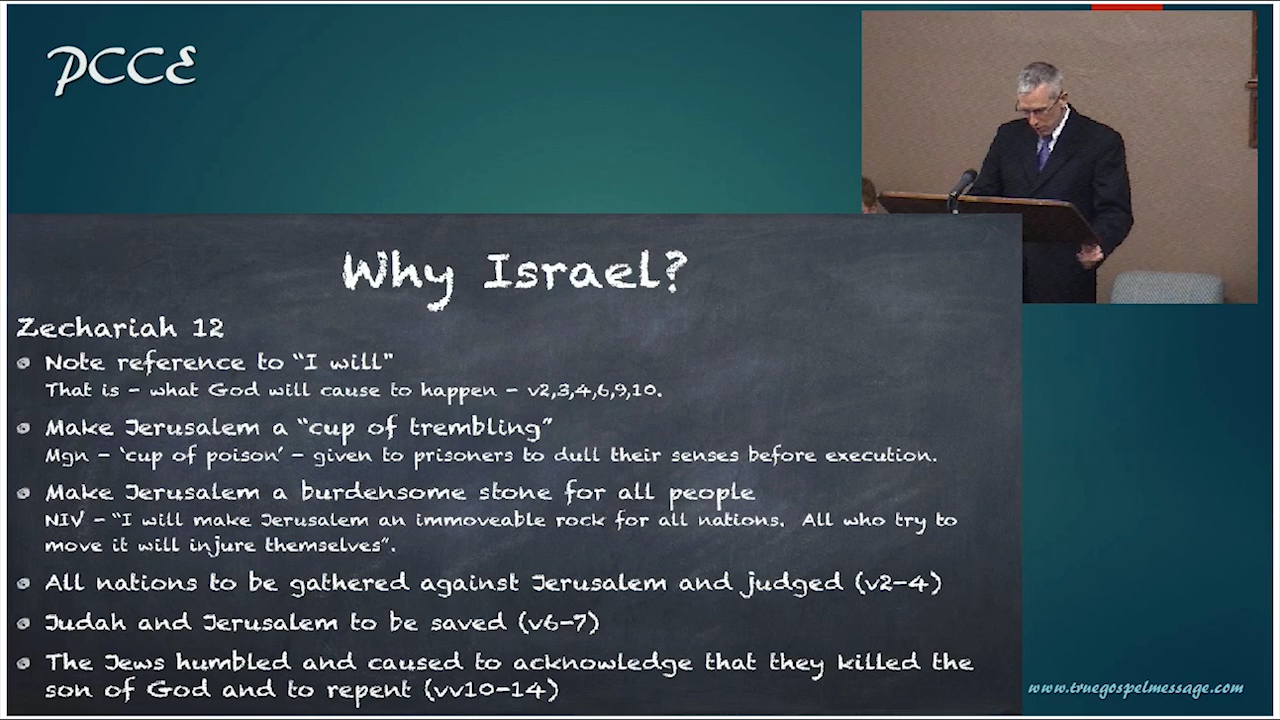 PCCE
Why Israel?
Zechariah 12
Note reference to “I will"
That is – what God will cause to happen – v2,3,4,6,9,10.
Make Jerusalem a “cup of trembling”
Mgn – ‘cup of poison’ – given to prisoners to dull their senses before execution.
Make Jerusalem a burdensome stone for all people
NIV – “I will make Jerusalem an immoveable rock for all nations. All who try to
move it will injure themselves”.
All nations to be gathered against Jerusalem and judged (v2-4)
Judah and Jerusalem to be saved (v6-7)
The Jews humbled and caused to acknowledge that they killed the
son of God and to repent (vv10-14)
www.truegospelmessage.com